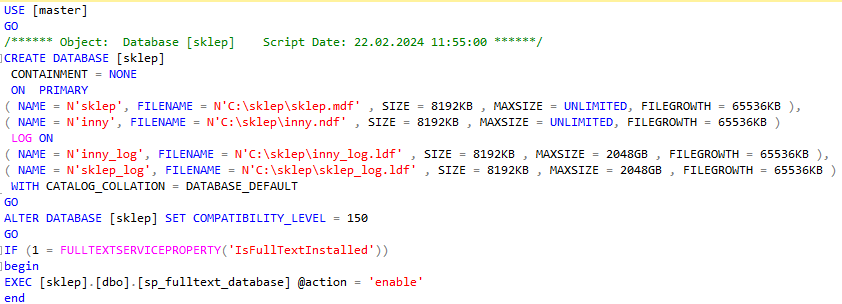 USE [master]
GO
/****** Object:  Database [sklep]    Script Date: 22.02.2024 11:55:00 ******/
CREATE DATABASE [sklep]
 CONTAINMENT = NONE
 ON  PRIMARY
( NAME = N'sklep', FILENAME = N'C:\sklep\sklep.mdf' , SIZE = 8192KB , MAXSIZE = UNLIMITED, FILEGROWTH = 65536KB ),
( NAME = N'inny', FILENAME = N'C:\sklep\inny.ndf' , SIZE = 8192KB , MAXSIZE = UNLIMITED, FILEGROWTH = 65536KB )
 LOG ON
( NAME = N'inny_log', FILENAME = N'C:\sklep\inny_log.ldf' , SIZE = 8192KB , MAXSIZE = 2048GB , FILEGROWTH = 65536KB ),
( NAME = N'sklep_log', FILENAME = N'C:\sklep\sklep_log.ldf' , SIZE = 8192KB , MAXSIZE = 2048GB , FILEGROWTH = 65536KB )
 WITH CATALOG_COLLATION = DATABASE_DEFAULT
GO
ALTER DATABASE [sklep] SET COMPATIBILITY_LEVEL = 150
GO
IF (1 = FULLTEXTSERVICEPROPERTY('IsFullTextInstalled'))
begin
EXEC [sklep].[dbo].[sp_fulltext_database] @action = 'enable'
end